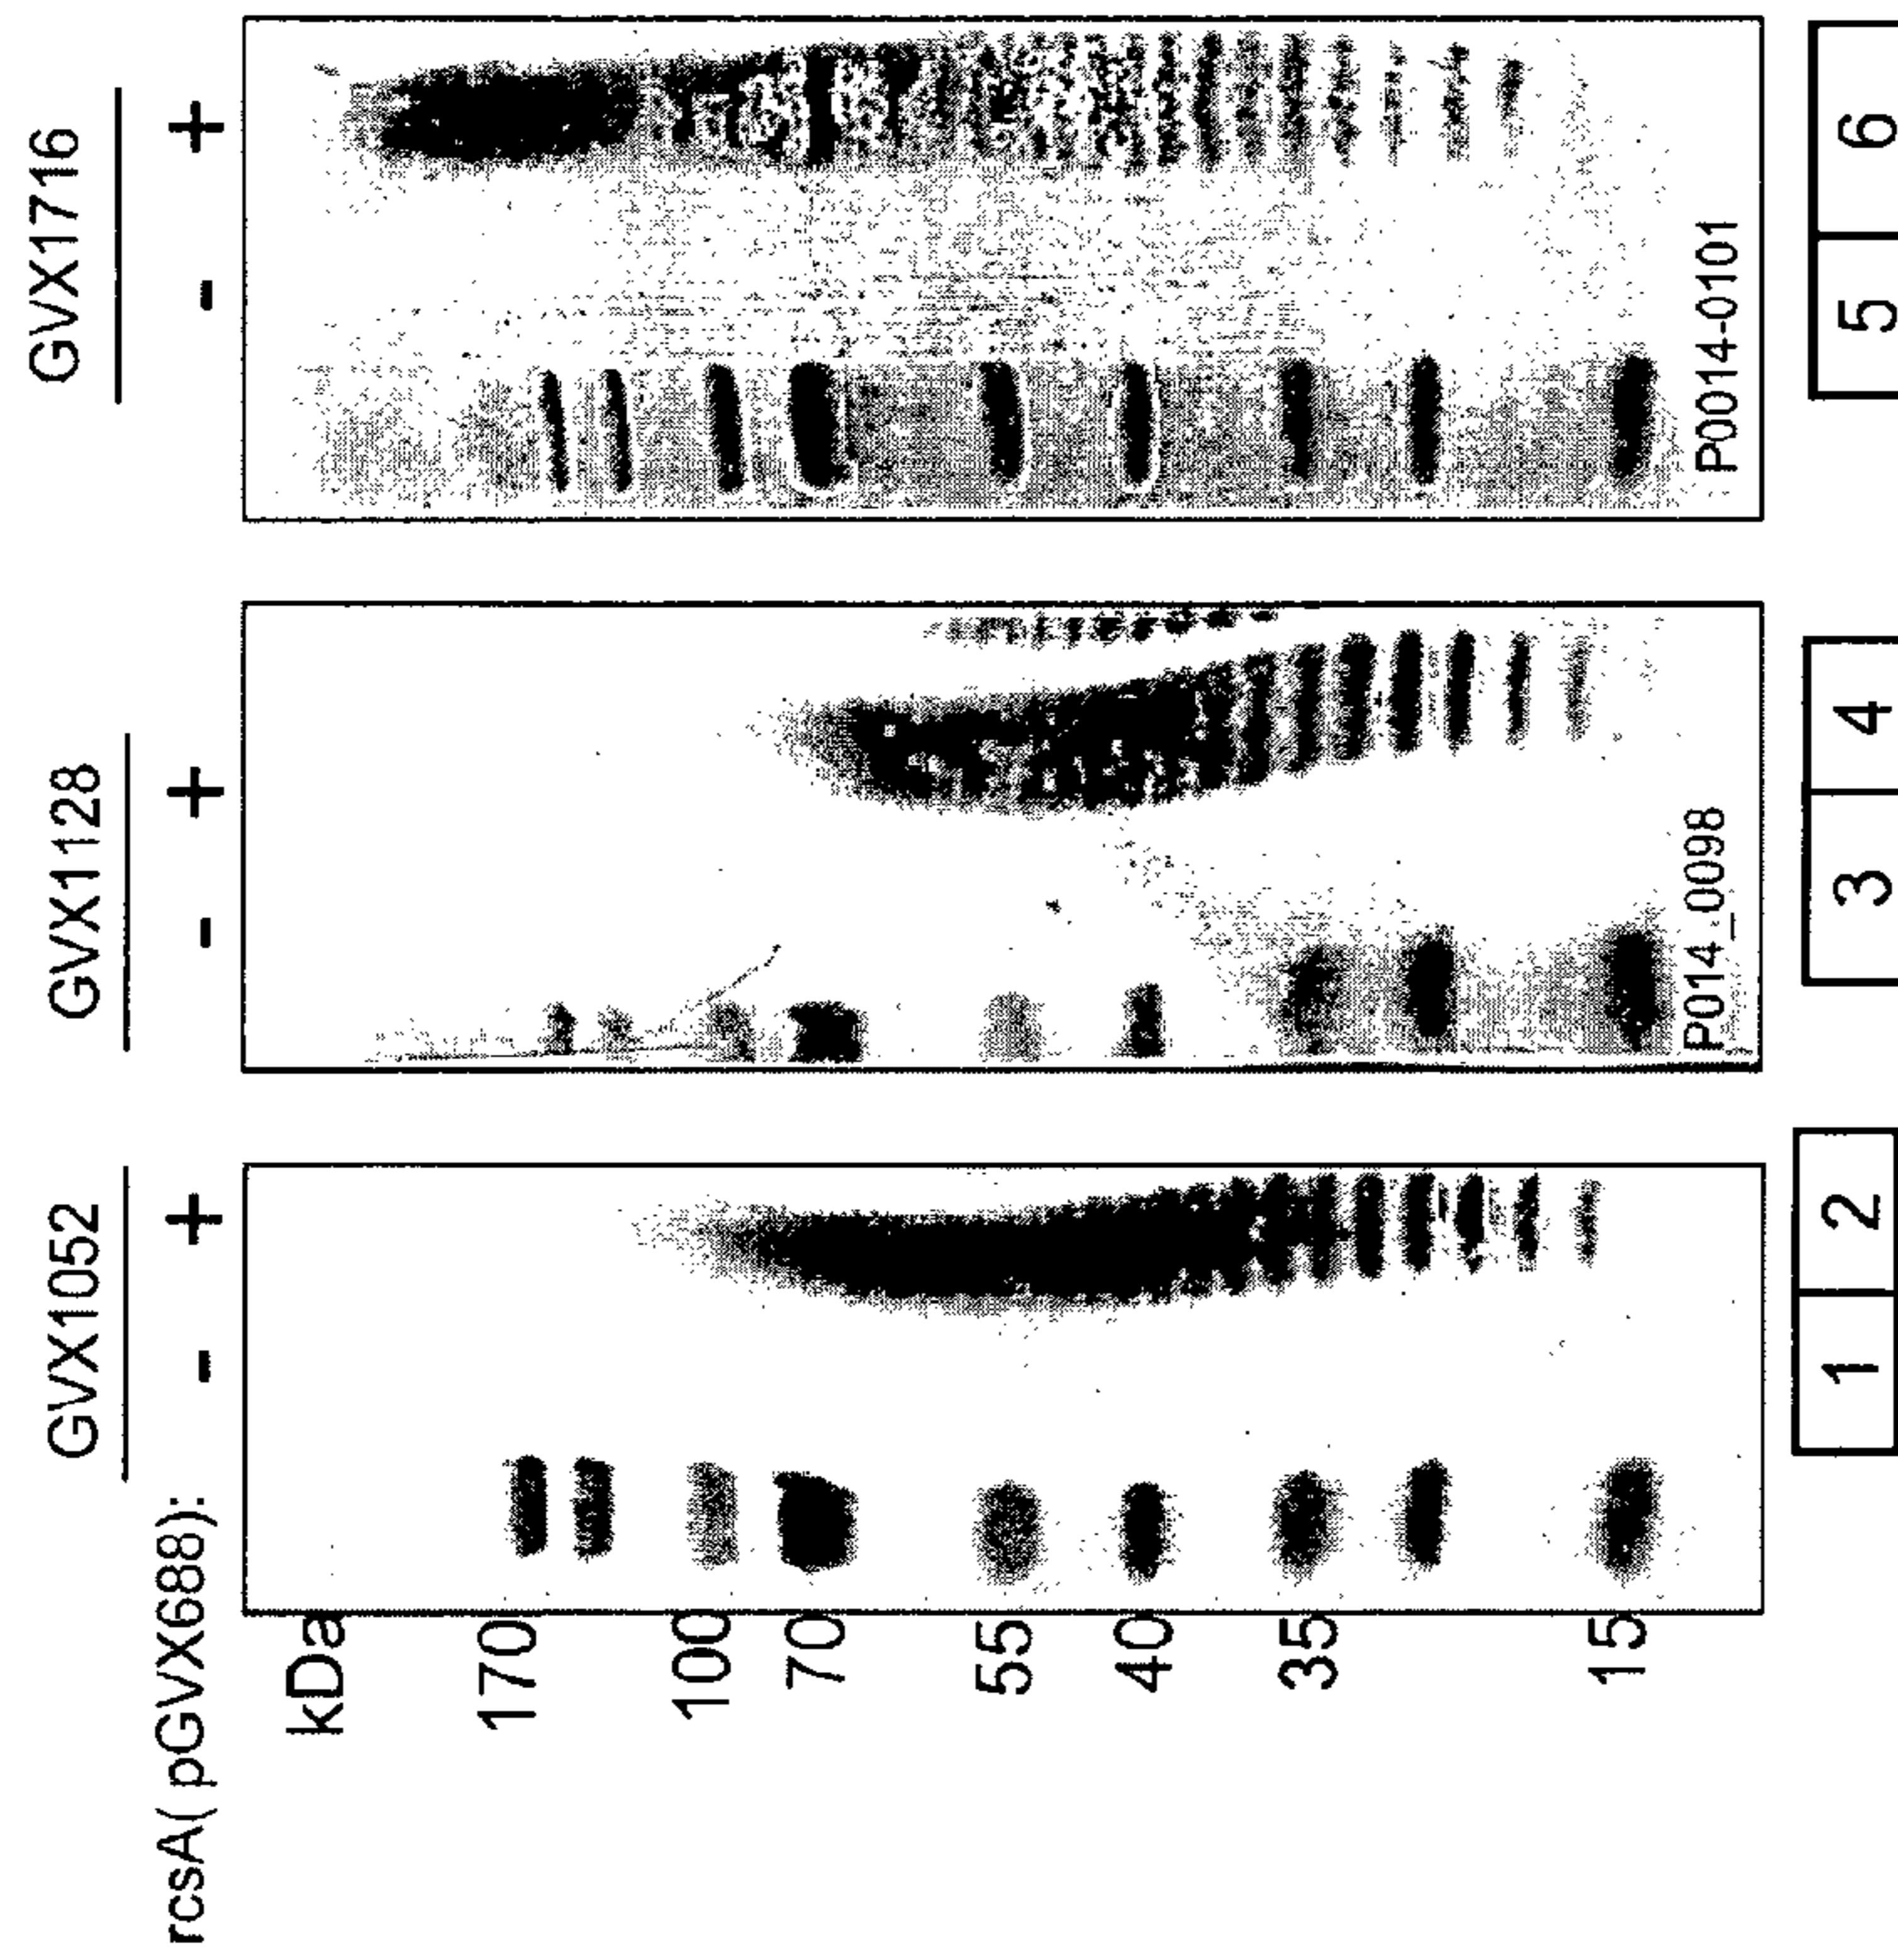 GVX1052 GVX1128 GVX1716
rcsA( pGVX688): - + - + - +
kDa
170
100
70
55
40
35
15
P014_0098 P0014-0101
1 2 3 4 5 6